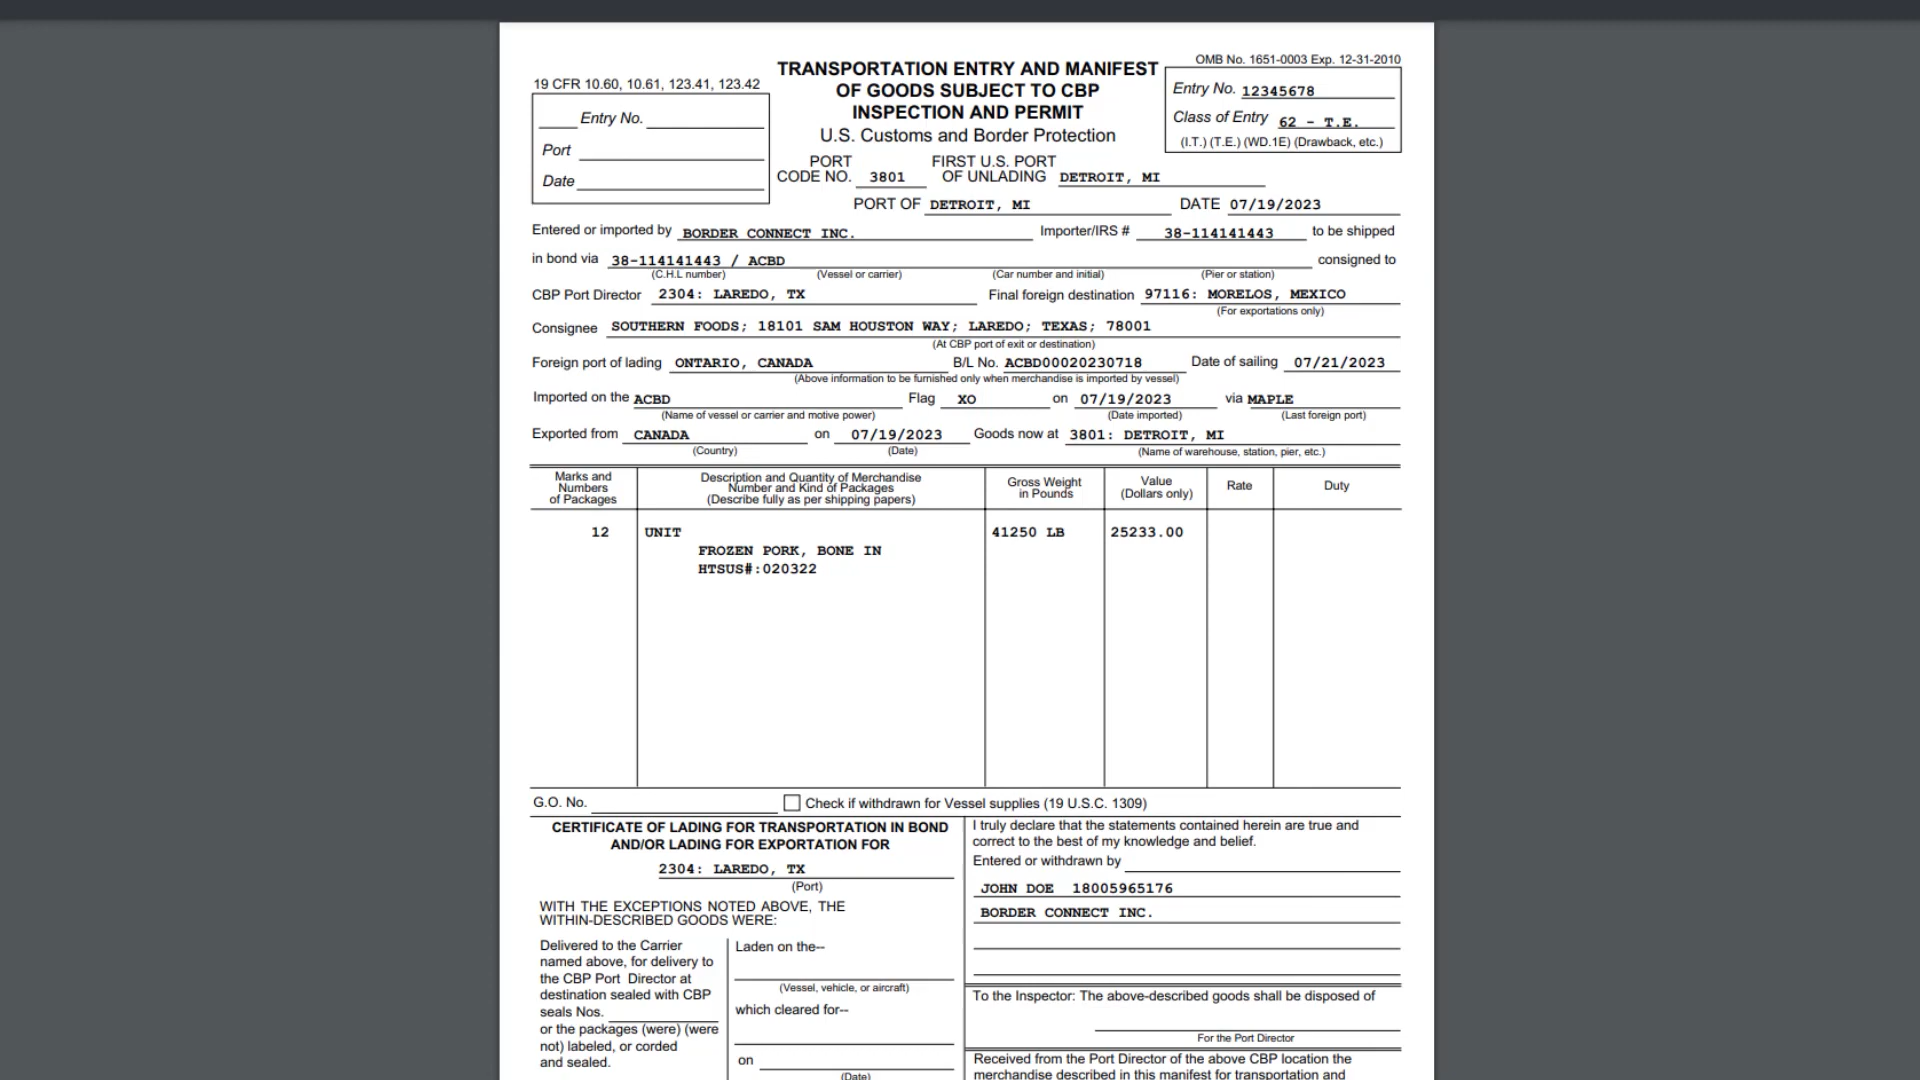 OMB No. 1651-0003 Exp. 12-31-2010
19 CFR 10.60, 10.61, 123.41, 123.42
Entry No.
Port
Date
TRANSPORTATION ENTRY AND MANIFEST
OF GOODS SUBJECT TO CBP
INSPECTION AND PERMIT
U.S. Customs and Border Protection
Entry No. 12345678
Class of Entry 62 - T.E.
(I.T.) (T.E.) (WD.1E) (Drawback, etc.)
PORT
CODE NO. 3801
FIRST U.S. PORT
OF UNLADING DETROIT, MI
PORT OF DETROIT, MI DATE 07/19/2023
Entered or imported by BORDER CONNECT INC. Importer/IRS # 38-114141443 to be shipped
in bond via 38-114141443 / ACBD consigned to
(C.H.L number) (Vessel or carrier) (Car number and initial) (Pier or station)
CBP Port Director 2304: LAREDO, TX Final foreign destination 97116: MORELOS, MEXICO
(For exportations only)
Consignee SOUTHERN FOODS; 18101 SAM HOUSTON WAY; LAREDO; TEXAS; 78001
(At CBP port of exit or destination)
Foreign port of lading ONTARIO, CANADA B/L No. ACBD00020230718 Date of sailing 07/21/2023
(Above information to be furnished only when merchandise is imported by vessel)
Imported on the ACBD Flag XO on 07/19/2023 via MAPLE
(Name of vessel or carrier and motive power) (Date imported) (Last foreign port)
Exported from CANADA on 07/19/2023 Goods now at 3801: DETROIT, MI
(Country) (Date) (Name of warehouse, station, pier, etc.)
Marks and
Numbers
of Packages
Description and Quantity of Merchandise
Number and Kind of Packages
(Describe fully as per shipping papers)
Gross Weight
in Pounds
Value
(Dollars only)
Rate
Duty
12 UNIT 41250 LB 25233.00
FROZEN PORK, BONE IN
HTSUS#:020322
G.O. No. Check if withdrawn for Vessel supplies (19 U.S.C. 1309)
CERTIFICATE OF LADING FOR TRANSPORTATION IN BOND
AND/OR LADING FOR EXPORTATION FOR
2304: LAREDO, TX
(Port)
WITH THE EXCEPTIONS NOTED ABOVE, THE
WITHIN-DESCRIBED GOODS WERE:
Delivered to the Carrier
named above, for delivery to
the CBP Port Director at
destination sealed with CBP
seals Nos.
or the packages (were) (were
not) labeled, or corded
and sealed.
Laden on the--
(Vessel, vehicle, or aircraft)
which cleared for--
on
(Date)
I truly declare that the statements contained herein are true and
correct to the best of my knowledge and belief.
Entered or withdrawn by
JOHN DOE 18005965176
BORDER CONNECT INC.
To the Inspector: The above-described goods shall be disposed of
For the Port Director
Received from the Port Director of the above CBP location the
merchandise described in this manifest for transportation and